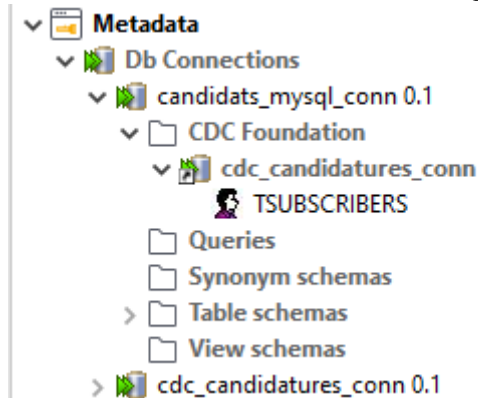 Metadata
Db Connections
candidats_mysql_conn 0.1
CDC Foundation
cdc_candidatures_conn
TSUBSCRIBERS
Queries
Synonym schemas
Table schemas
View schemas
cdc_candidatures_conn 0.1